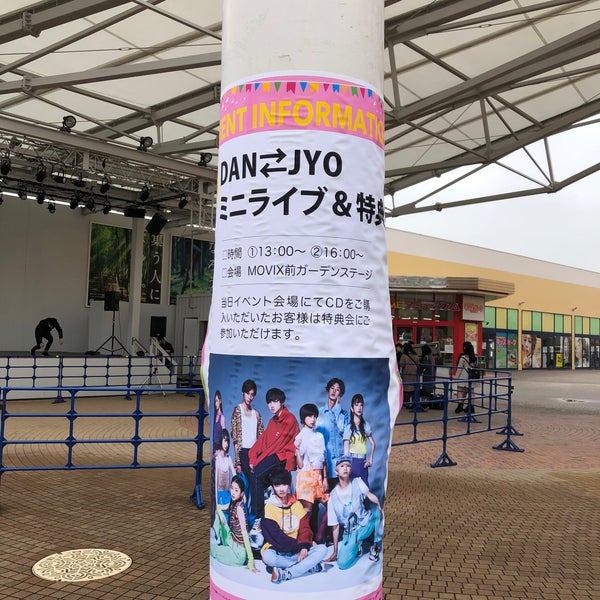 ENT INFORMATI
DAN⇄JYO
ミニライブ＆特典
□時間 ①13:00～ ②16:00～
□会場 MOVIX前ガーデンステージ
当日イベント会場にてCDをご購
入いただいたお客様は特典会にご
参加いただけます。